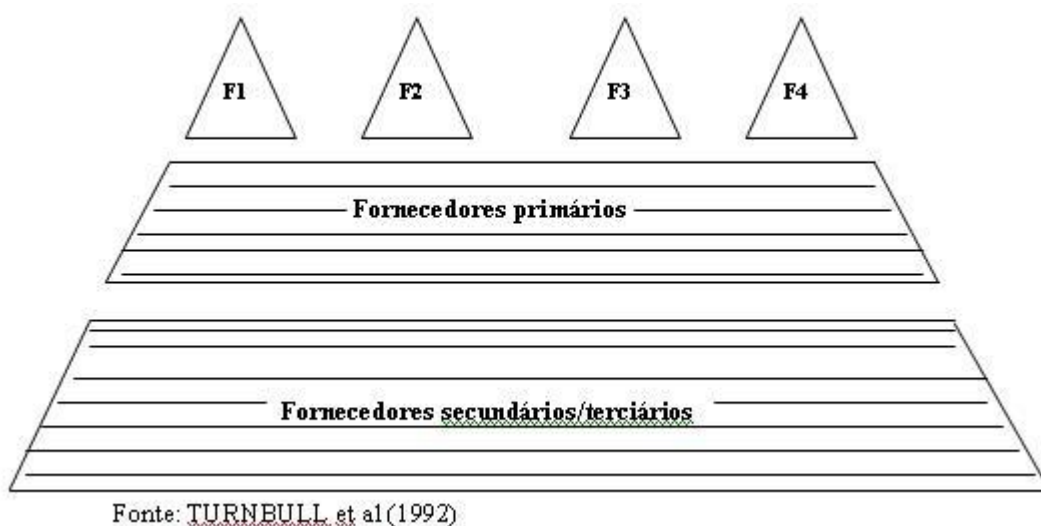 F1 F2 F3 F4
Fornecedores primários
Fornecedores secundários/terciários
Fonte: TURNBULL et al (1992)